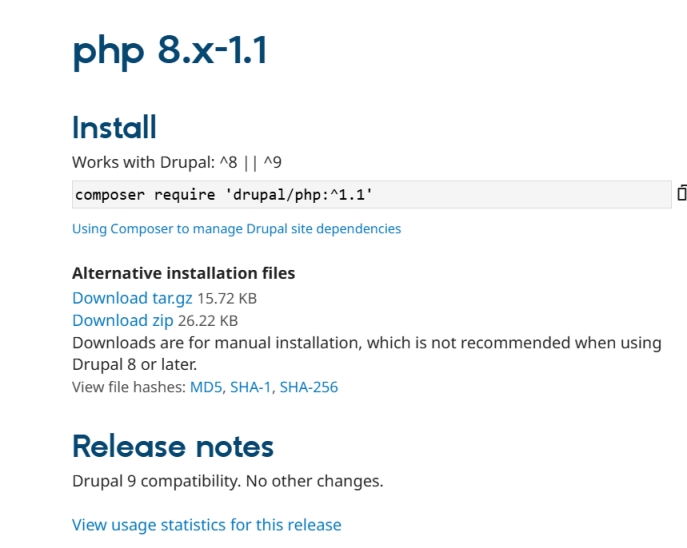 php 8.x-1.1
Install
Works with Drupal: ^8 || ^9
composer require 'drupal/php:^1.1'
Using Composer to manage Drupal site dependencies
Alternative installation files
Download tar.gz 15.72 KB
Download zip 26.22 KB
Downloads are for manual installation, which is not recommended when using
Drupal 8 or later.
View file hashes: MD5, SHA-1, SHA-256
Release notes
Drupal 9 compatibility. No other changes.
View usage statistics for this release